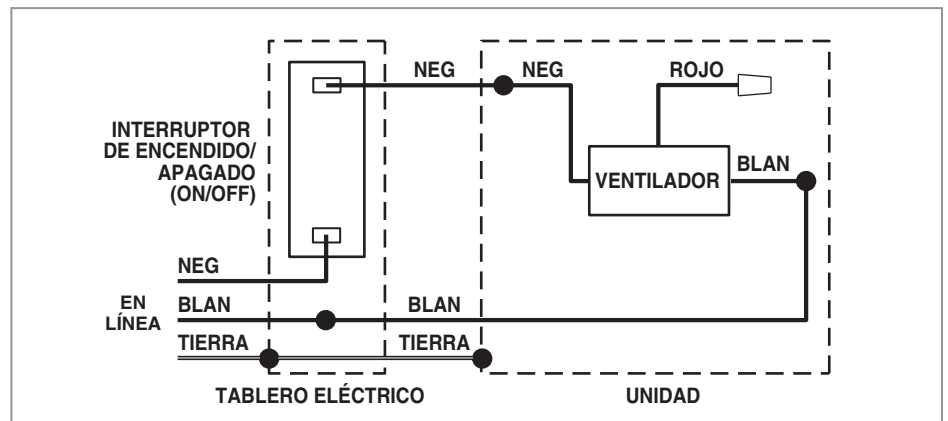 NEG
NEG
ROJO
INTERRUPTOR
DE ENCENDIDO/
APAGADO
(ON/OFF)
VENTILADOR
BLAN
NEG
EN
LÍNEA
BLAN
BLAN
TIERRA
TIERRA
TABLERO ELÉCTRICO
UNIDAD